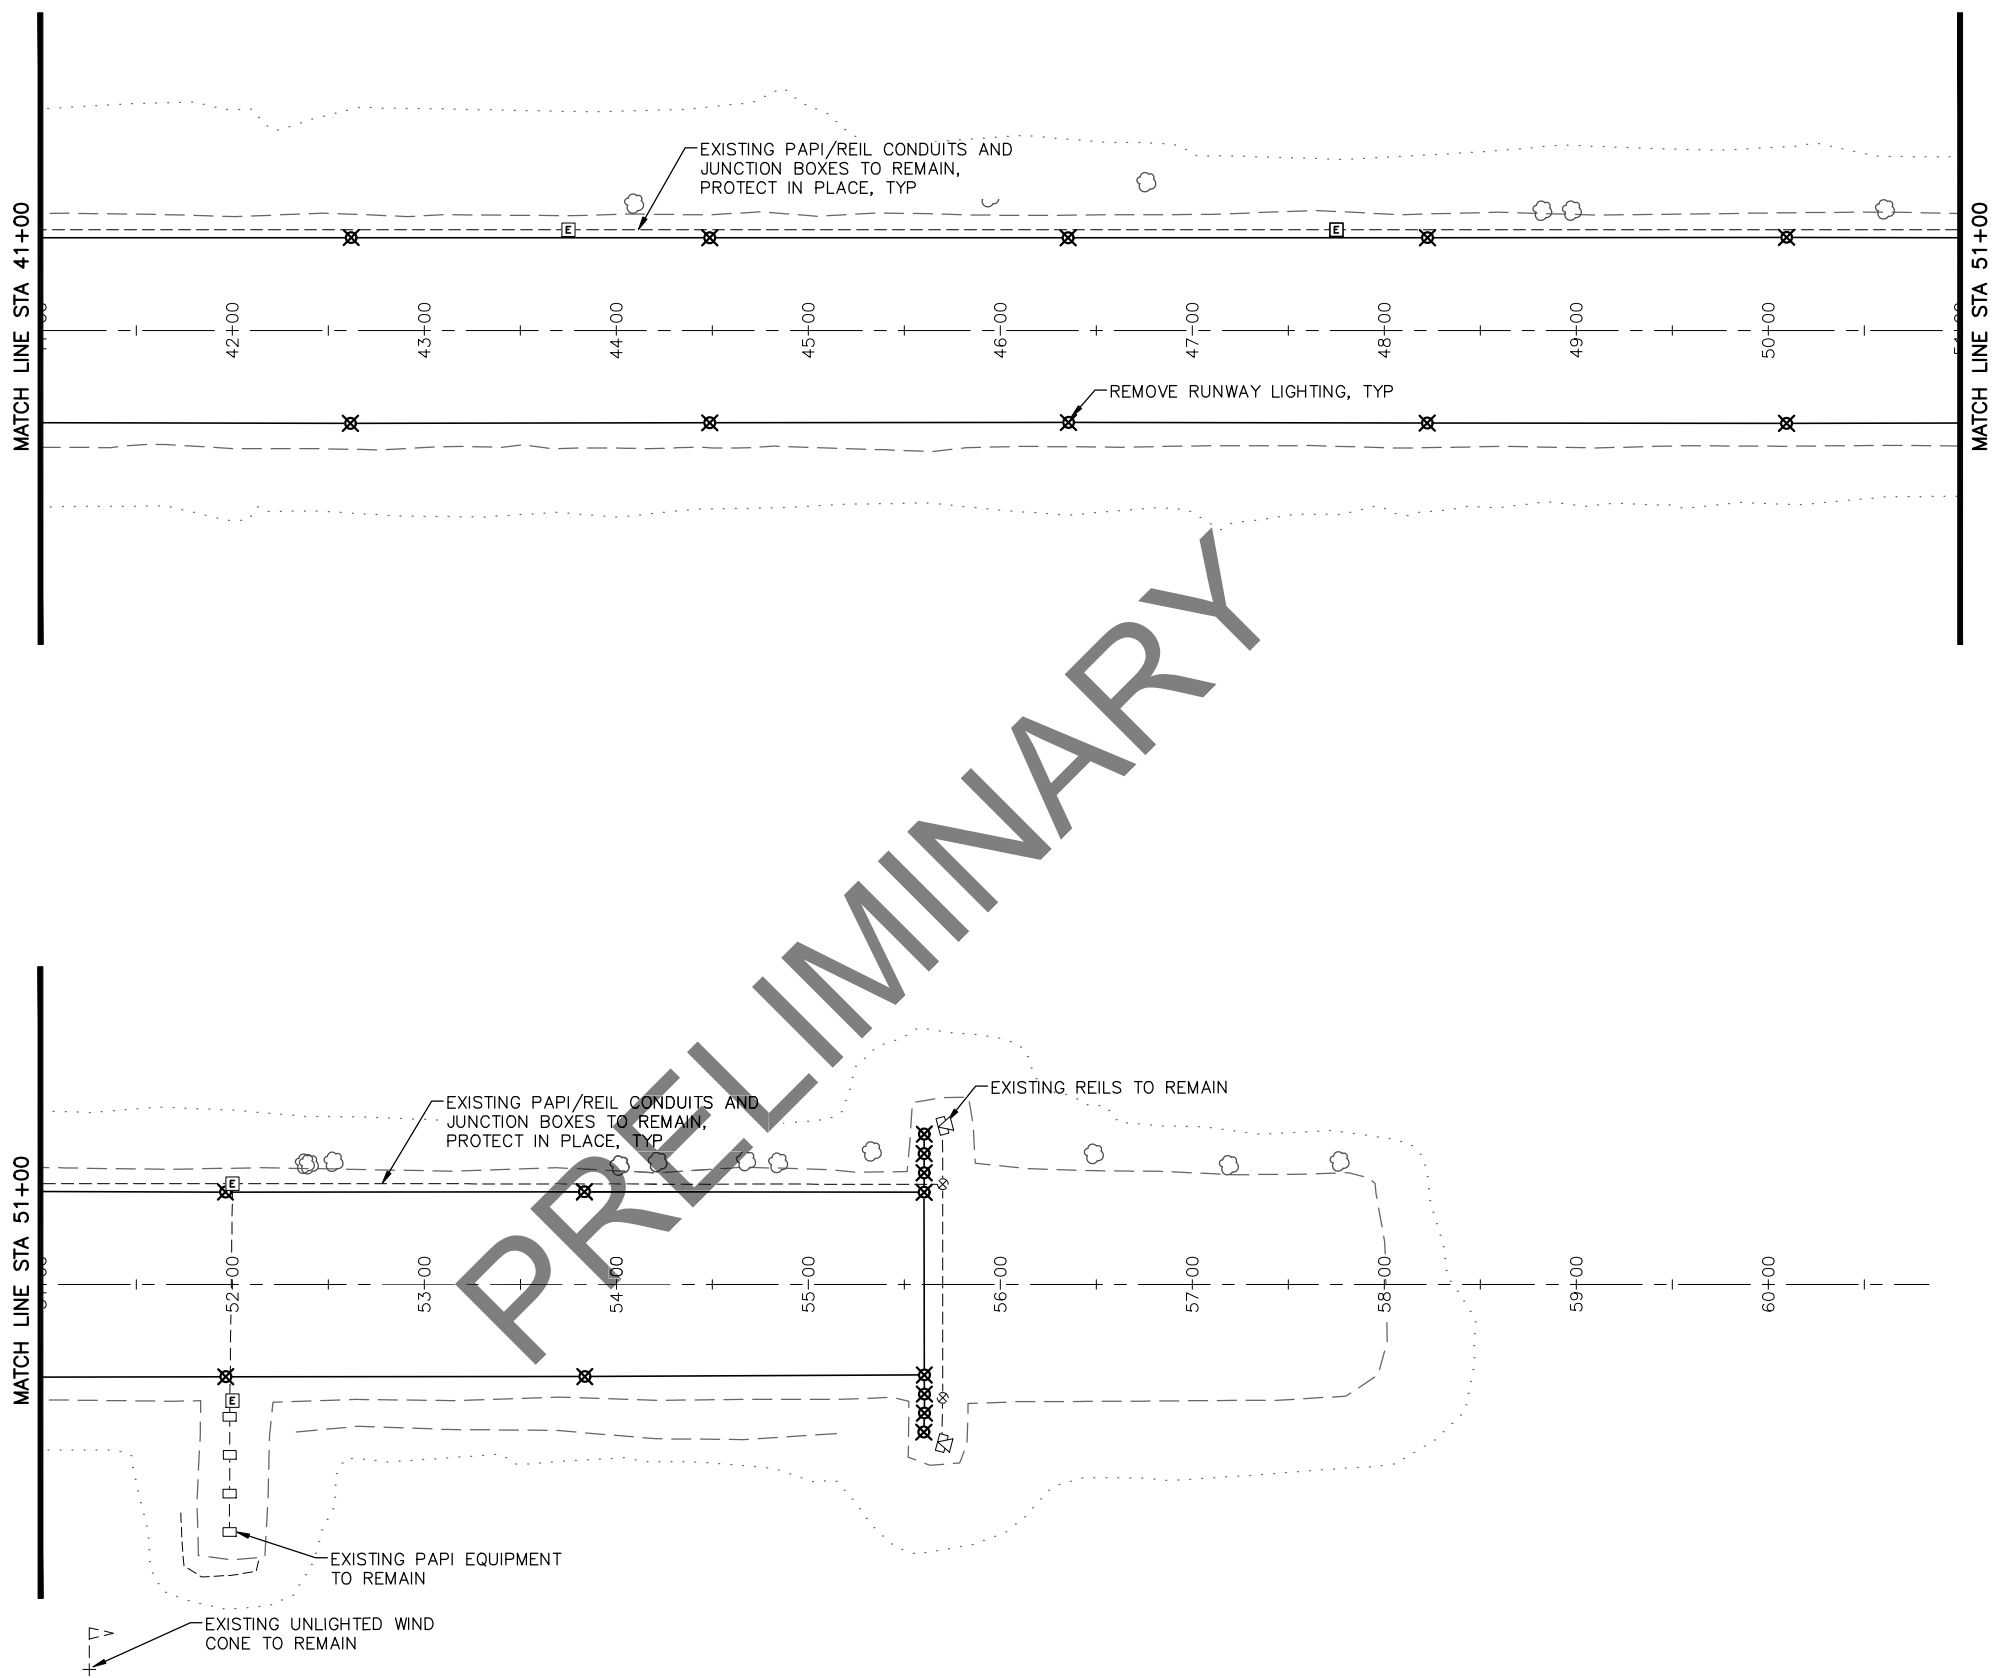 MATCH LINE STA 41+00
EXISTING PAPI/REIL CONDUITS AND
JUNCTION BOXES TO REMAIN,
PROTECT IN PLACE, TYP
E
E
42+00
43+00
44+00
45+00
46+00
47+00
48+00
49+00
50+00
REMOVE RUNWAY LIGHTING, TYP
MATCH LINE STA 51+00
PRELIMINARY
MATCH LINE STA 51+00
EXISTING REILS TO REMAIN
EXISTING PAPI/REIL CONDUITS AND
JUNCTION BOXES TO REMAIN,
PROTECT IN PLACE, TYP
E
52+00
53+00
54+00
55+00
56+00
57+00
58+00
59+00
60+00
E
EXISTING PAPI EQUIPMENT
TO REMAIN
EXISTING UNLIGHTED WIND
CONE TO REMAIN